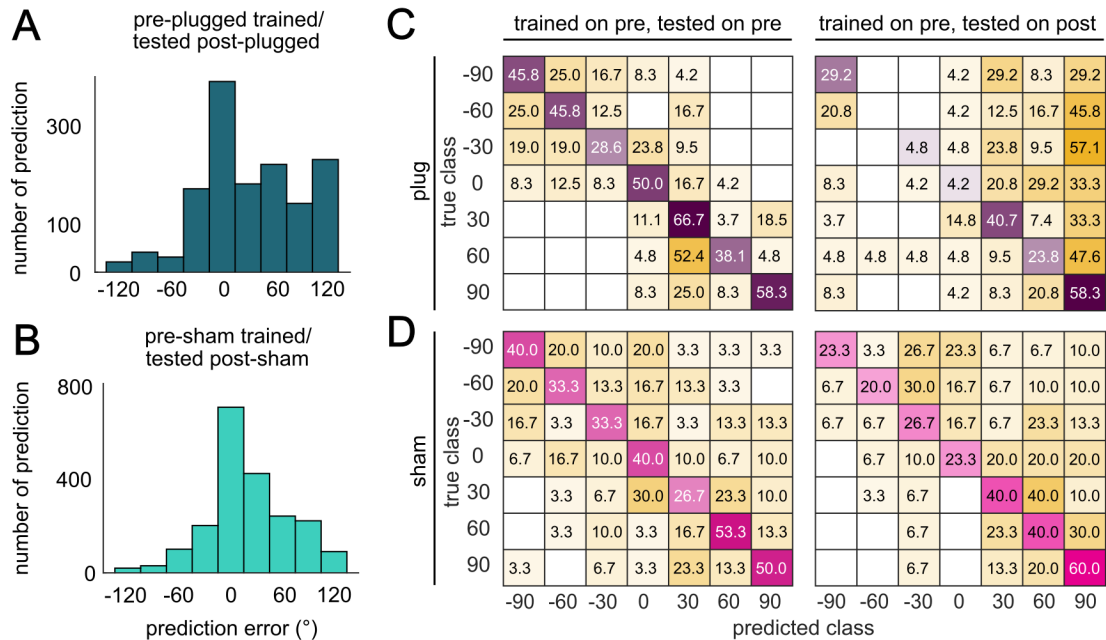 A
pre-plugged trained/
tested post-plugged
number of prediction
300
100
0
-120 -60 0 60 120
B
pre-sham trained/
tested post-sham
number of prediction
800
400
0
-120 -60 0 60 120
prediction error (°)
C
trained on pre, tested on pre
trained on pre, tested on post
plug
true class
-90 45.8 25.0 16.7 8.3 4.2
-60 25.0 45.8 12.5 16.7
-30 19.0 19.0 28.6 23.8 9.5
0 8.3 12.5 8.3 50.0 16.7 4.2
30 11.1 66.7 3.7 18.5
60 4.8 52.4 38.1 4.8
90 8.3 25.0 8.3 58.3
29.2 4.2 29.2 8.3 29.2
20.8 4.2 12.5 16.7 45.8
4.8 4.8 23.8 9.5 57.1
8.3 4.2 4.2 20.8 29.2 33.3
3.7 14.8 40.7 7.4 33.3
4.8 4.8 4.8 4.8 9.5 23.8 47.6
8.3 4.2 8.3 20.8 58.3
D
sham
true class
-90 40.0 20.0 10.0 20.0 3.3 3.3 3.3
-60 20.0 33.3 13.3 16.7 13.3 3.3
-30 16.7 3.3 33.3 16.7 3.3 13.3 13.3
0 6.7 16.7 10.0 40.0 10.0 6.7 10.0
30 3.3 6.7 30.0 26.7 23.3 10.0
60 3.3 10.0 3.3 16.7 53.3 13.3
90 3.3 6.7 3.3 23.3 13.3 50.0
-90 -60 -30 0 30 60 90
23.3 3.3 26.7 23.3 6.7 6.7 10.0
6.7 20.0 30.0 16.7 6.7 10.0 10.0
6.7 6.7 26.7 16.7 6.7 23.3 13.3
6.7 10.0 23.3 20.0 20.0 20.0
3.3 6.7 40.0 40.0 10.0
6.7 23.3 40.0 30.0
6.7 13.3 20.0 60.0
-90 -60 -30 0 30 60 90
predicted class